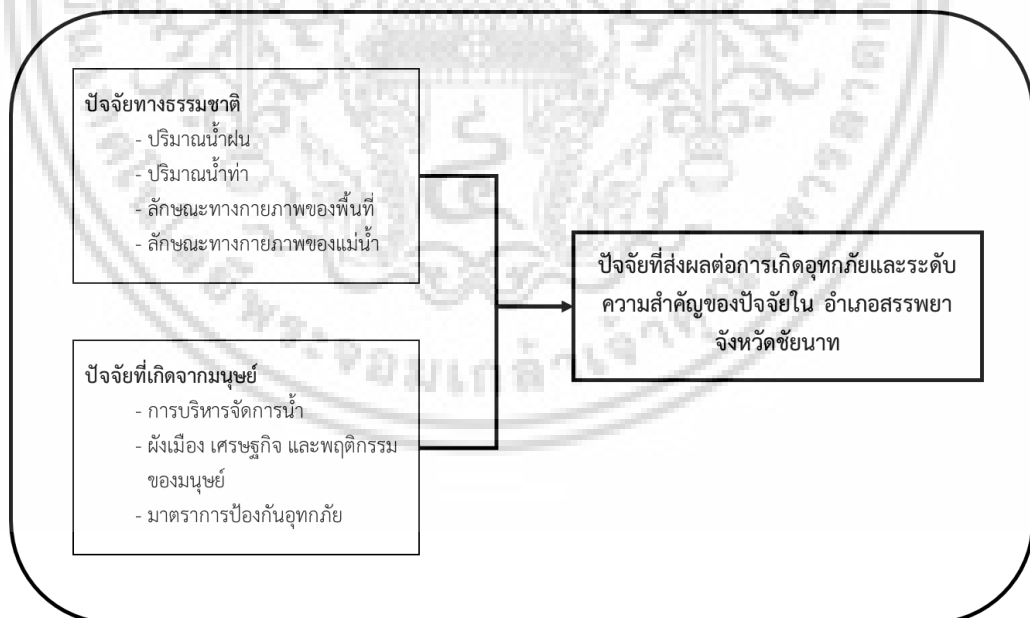 ปัจจัยทางธรรมชาติ
- ปริมาณน้ำฝน
- ปริมาณน้ำท่า
- ลักษณะทางกายภาพของพื้นที่
- ลักษณะทางกายภาพของแม่น้ำ
ปัจจัยที่เกิดจากมนุษย์
- การบริหารจัดการน้ำ
- ผังเมือง เศรษฐกิจ และพฤติกรรม
ของมนุษย์
- มาตราการป้องกันอุทกภัย
ปัจจัยที่ส่งผลต่อการเกิดอุทกภัยและระดับ
ความสำคัญของปัจจัยใน อำเภอสรรพยา
จังหวัดชัยนาท